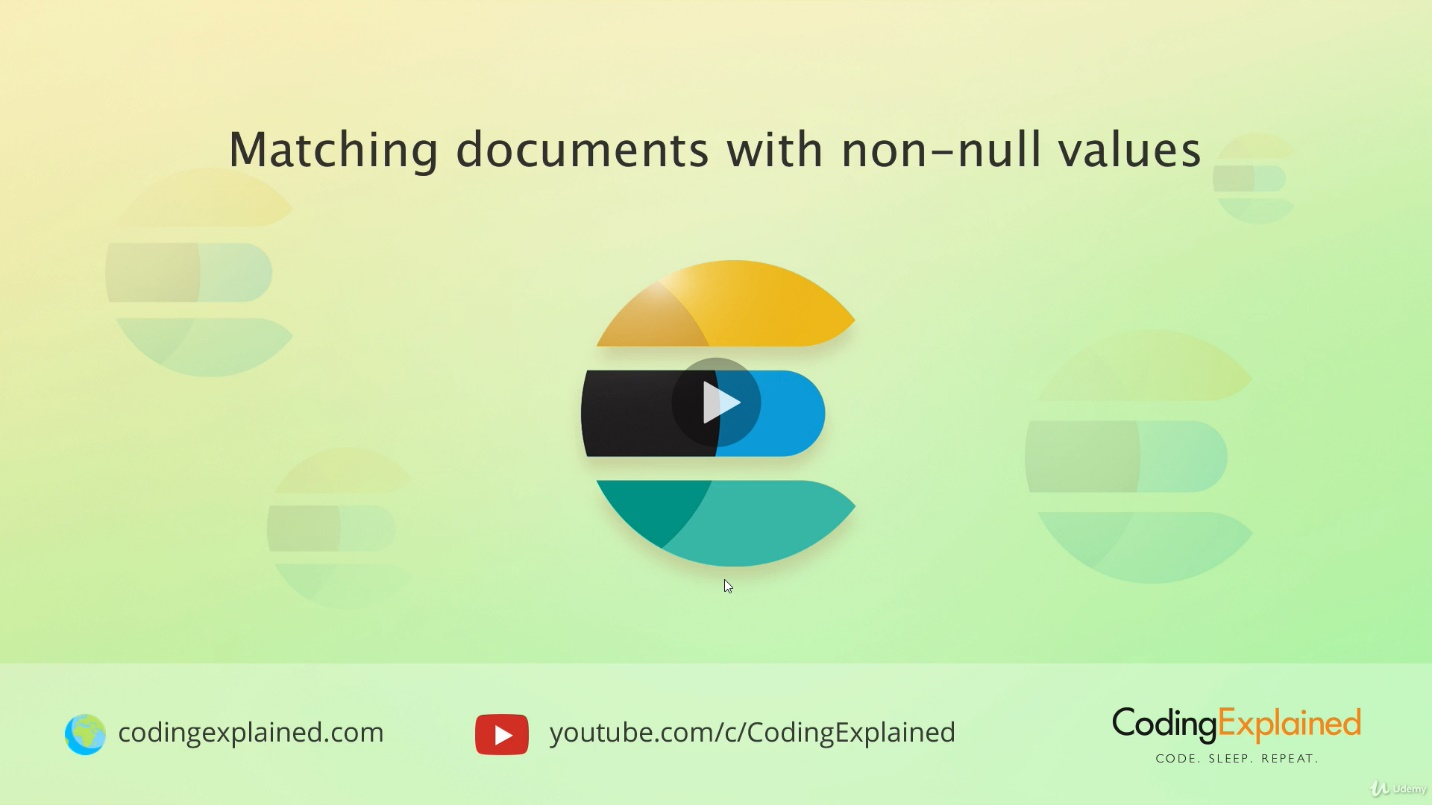 Matching documents with non-null values
codingexplained.com
youtube.com/c/CodingExplained
CodingExplained
CODE. SLEEP. REPEAT.
Udemy